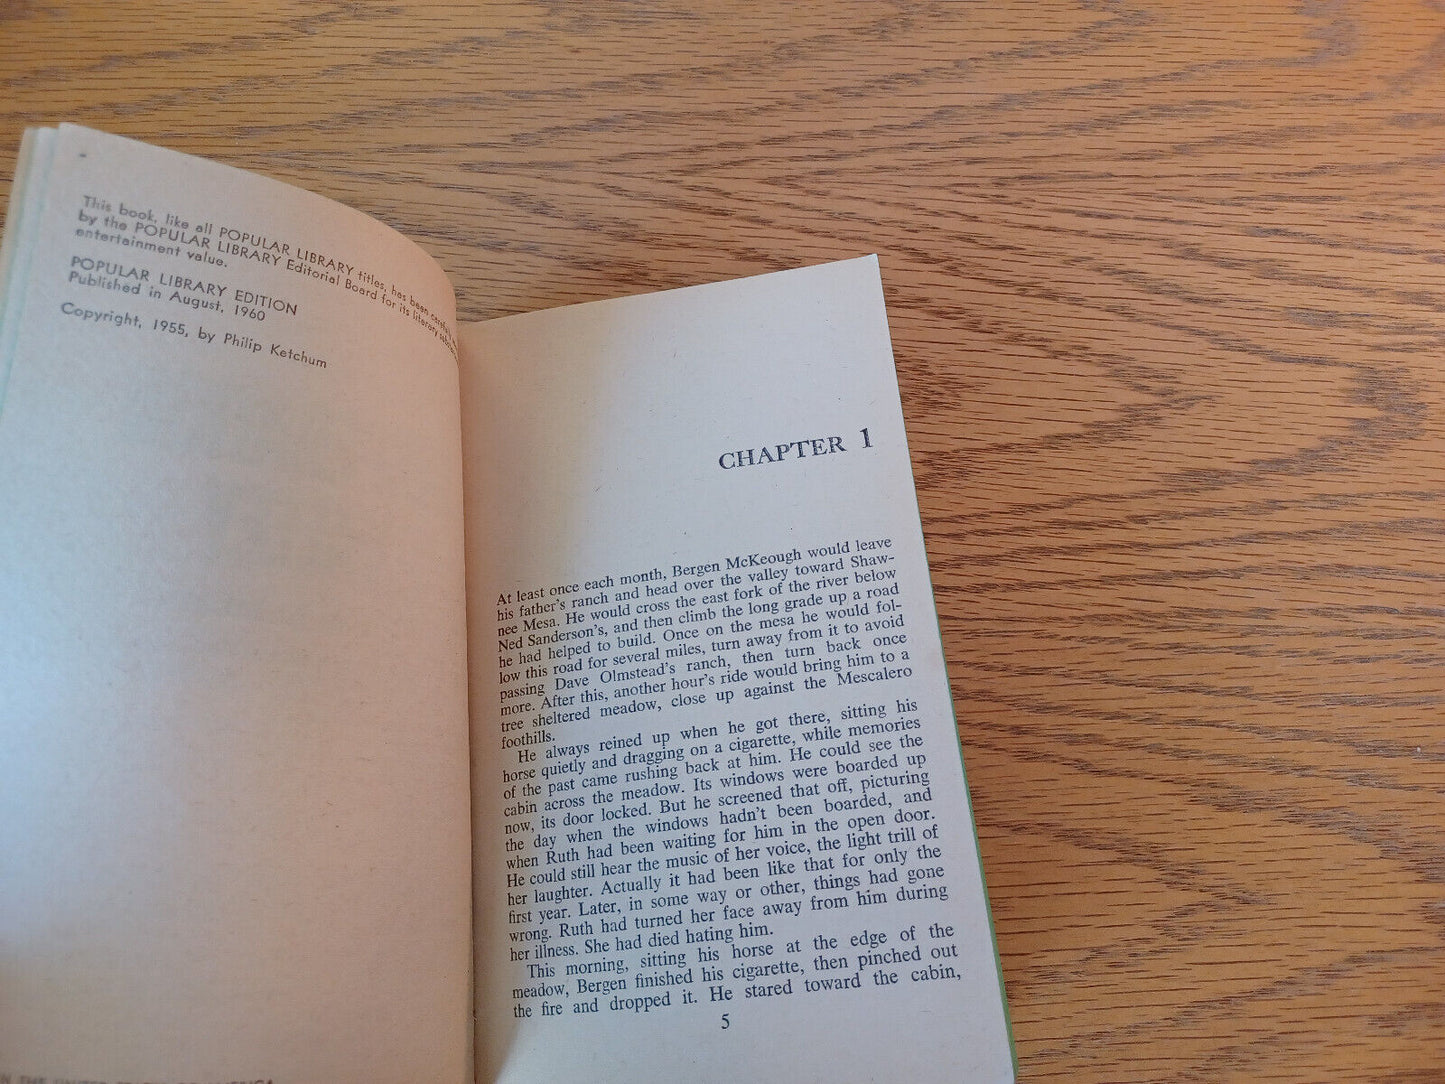 This book, like all POPULAR LIBRARY titles, has been
by the POPULAR LIBRARY Editorial Board for its literary
entertainment value.
POPULAR LIBRARY EDITION
Published in August, 1960
Copyright, 1955, by Philip Ketchum
CHAPTER 1
At least once each month, Bergen McKeough would leave
his father's ranch and head over the valley toward Shaw-
nee Mesa. He would cross the east fork of the river below
Ned Sanderson's, and then climb the long grade up a road
he had helped to build. Once on the mesa he would fol-
low this road for several miles, turn away from it to avoid
passing Dave Olmstead's ranch, then turn back once
more. After this, another hour's ride would bring him to a
tree sheltered meadow, close up against the Mescalero
foothills.
He always reined up when he got there, sitting his
horse quietly and dragging on a cigarette, while memories
of the past came rushing back at him. He could see the
cabin across the meadow. Its windows were boarded up
now, its door locked. But he screened that off, picturing
the day when the windows hadn't been boarded, and
when Ruth had been waiting for him in the open door.
He could still hear the music of her voice, the light trill of
her laughter. Actually it had been like that for only the
first year. Later, in some way or other, things had gone
wrong. Ruth had turned her face away from him during
her illness. She had died hating him.
This morning, sitting his horse at the edge of the
meadow, Bergen finished his cigarette, then pinched out
the fire and dropped it. He stared toward the cabin,
5